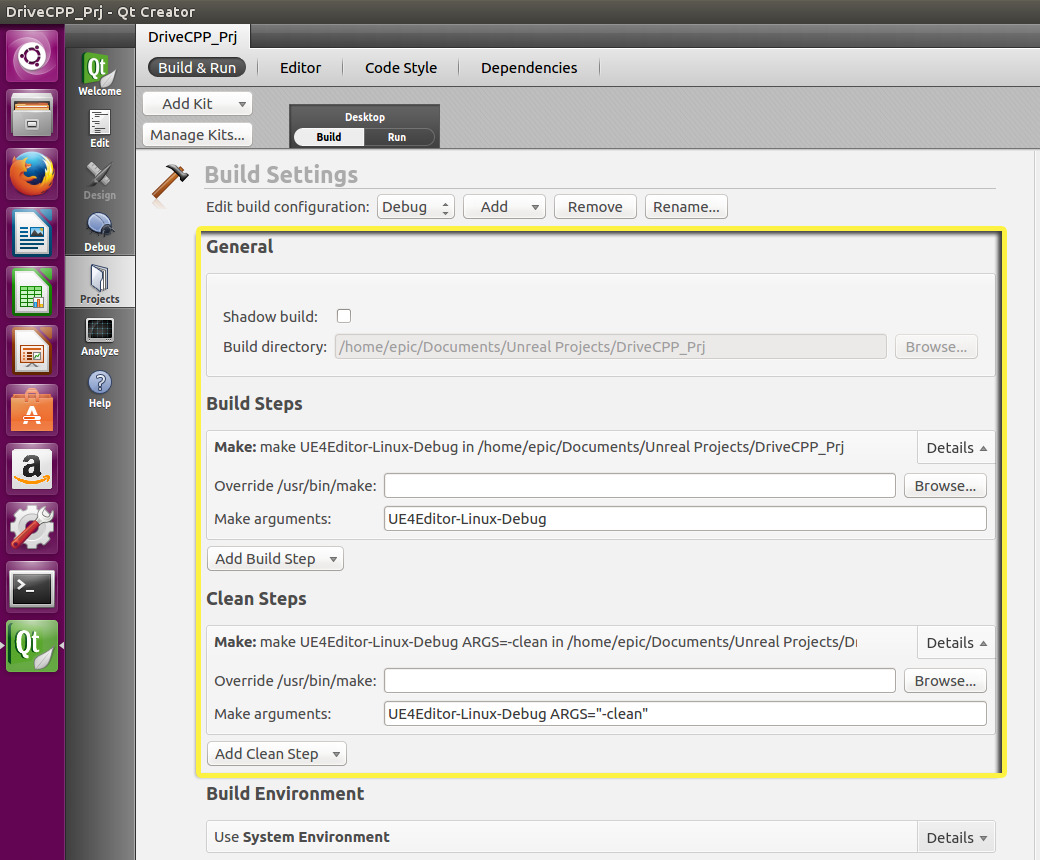 DriveCPP_Prj - Qt Creator
DriveCPP_Prj
Build & Run
Editor
Code Style
Dependencies
Add Kit
Manage Kits...
Desktop
Build
Run
Qt
Welcome
Edit
Design
Debug
Projects
Analyze
Help
Build Settings
Edit build configuration:
Debug
Add
Remove
Rename...
General
Shadow build:
Build directory:
/home/epic/Documents/Unreal Projects/DriveCPP_Prj
Browse...
Build Steps
Make: make UE4Editor-Linux-Debug in /home/epic/Documents/Unreal Projects/DriveCPP_Prj
Details
Override /usr/bin/make:
Browse...
Make arguments:
UE4Editor-Linux-Debug
Add Build Step
Clean Steps
Make: make UE4Editor-Linux-Debug ARGS=-clean in /home/epic/Documents/Unreal Projects/Dr
Details
Override /usr/bin/make:
Browse...
Make arguments:
UE4Editor-Linux-Debug ARGS="-clean"
Add Clean Step
Build Environment
Use System Environment
Details
A
a
>_
Qt